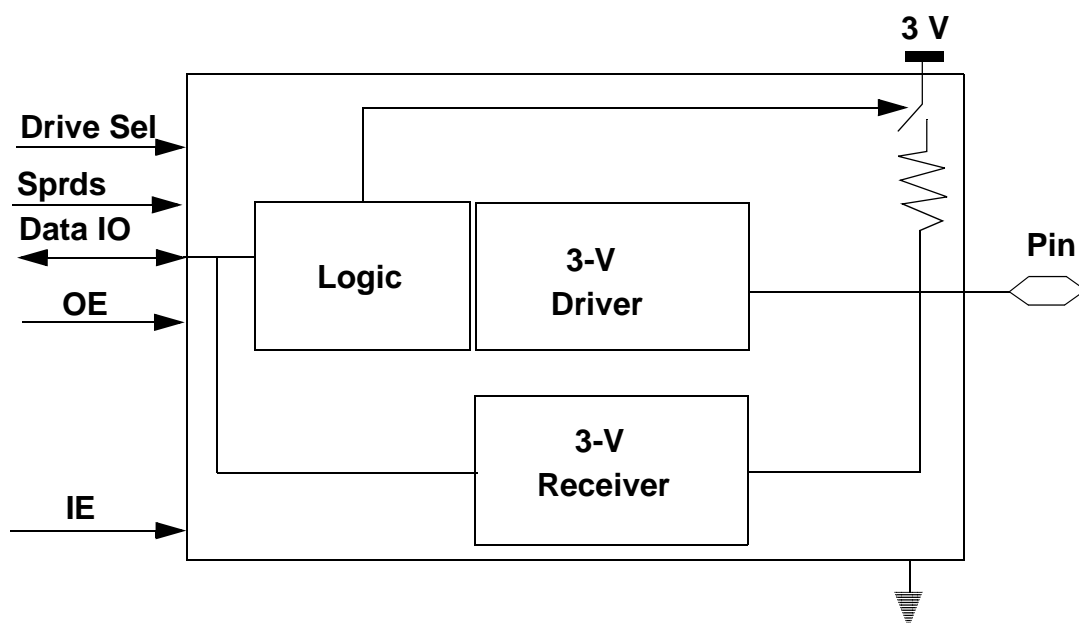 3 V
Drive Sel
Sprds
Data IO
OE
IE
Logic
3-V
Driver
3-V
Receiver
Pin